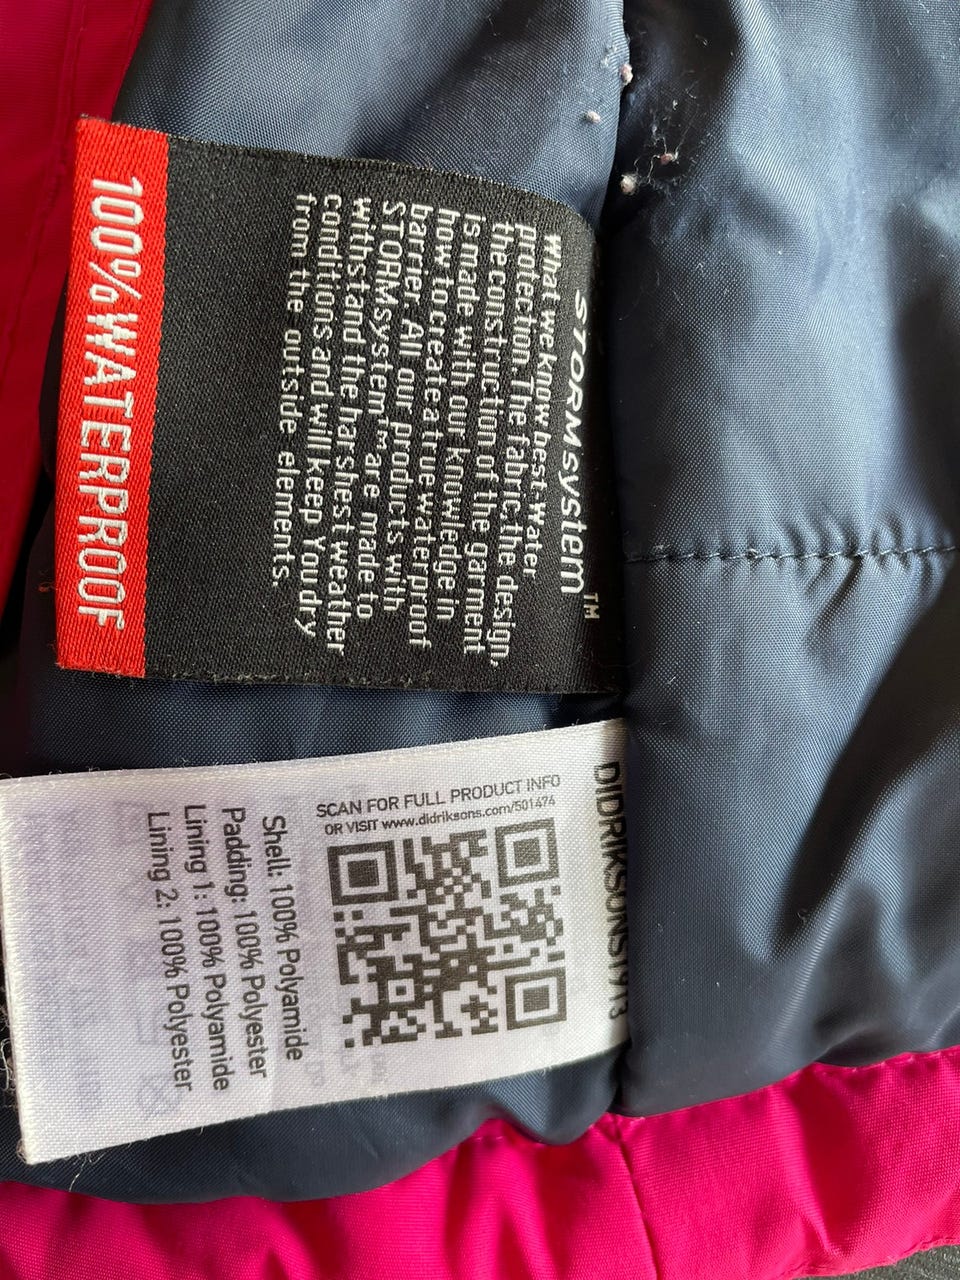 STORMsystem™
What we know best-water
protection. The fabric, the design,
the construction of the garment
is made with our knowledge in
how to create a true waterproof
barrier. All our products with
STORMsystem™ are made to
withstand the harshest weather
conditions and will keep You dry
from the outside elements.
100% WATERPROOF
DIDRIKSONS1913
SCAN FOR FULL PRODUCT INFO
OR VISIT www.didriksons.com/501474
Shell: 100% Polyamide
Padding: 100% Polyester
Lining 1: 100% Polyamide
Lining 2: 100% Polyester